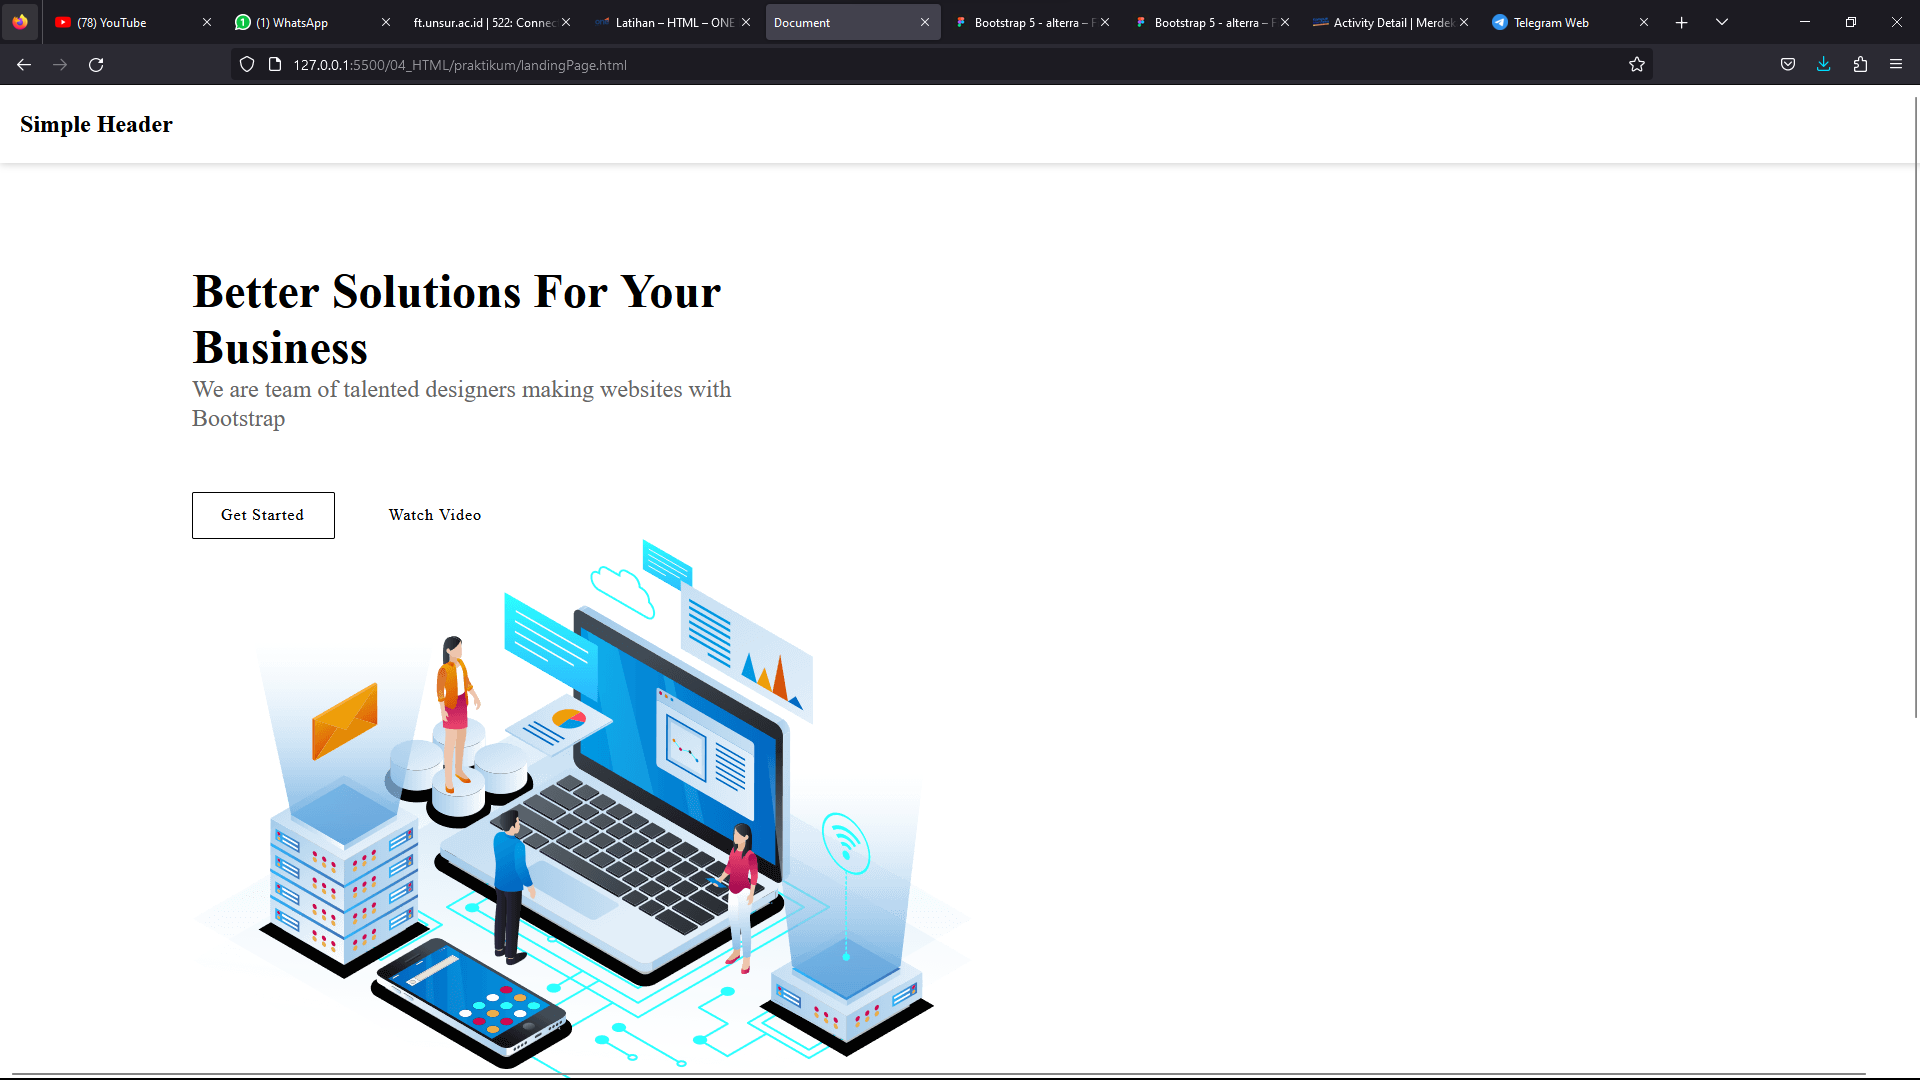 (78) YouTube
(1) WhatsApp
ft.unsur.ac.id | 522: Connec
Latihan – HTML – ONE
Document
Bootstrap 5 - alterra – F
Bootstrap 5 - alterra – F
Activity Detail | Merdek
Telegram Web
127.0.0.1:5500/04_HTML/praktikum/landingPage.html
Simple Header
Better Solutions For Your
Business
We are team of talented designers making websites with
Bootstrap
Get Started
Watch Video